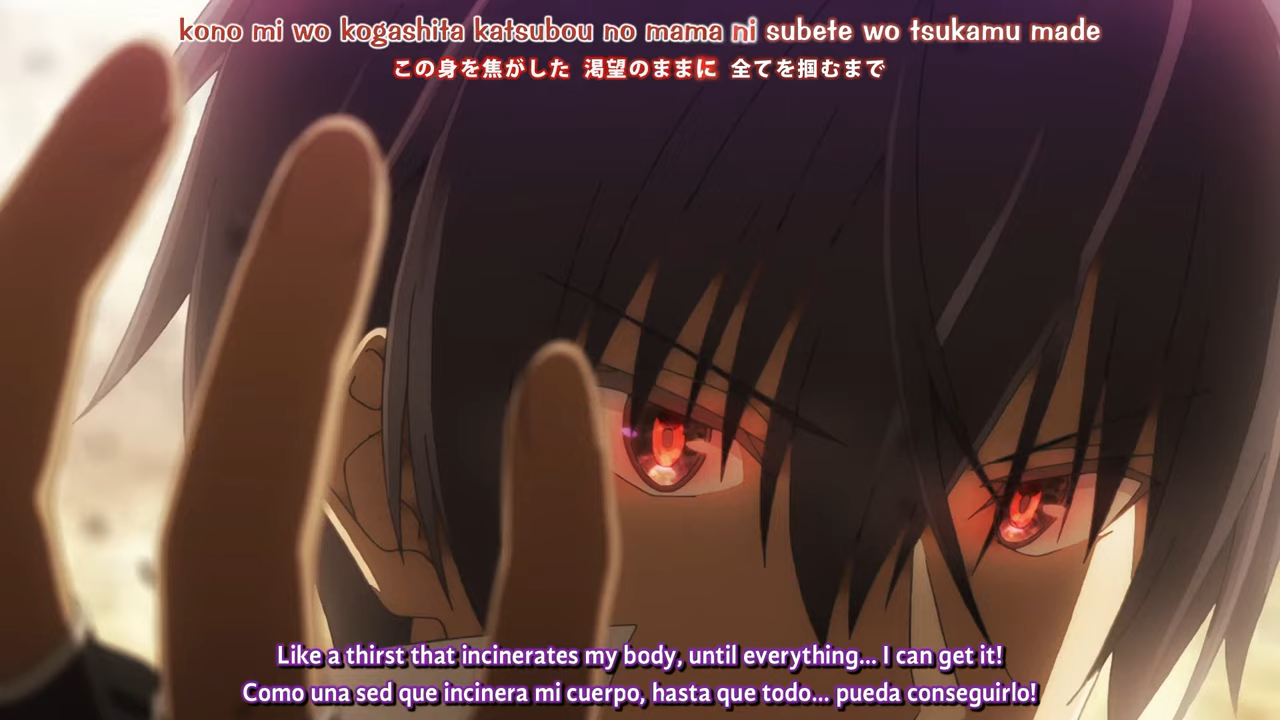 kono mi wo kogashita katsubou no mama ni subete wo tsukamu made
この身を焦がした 渇望のままに 全てを掴むまで
Like a thirst that incinerates my body, until everything... I can get it!
Como una sed que incinera mi cuerpo, hasta que todo... pueda conseguirlo!